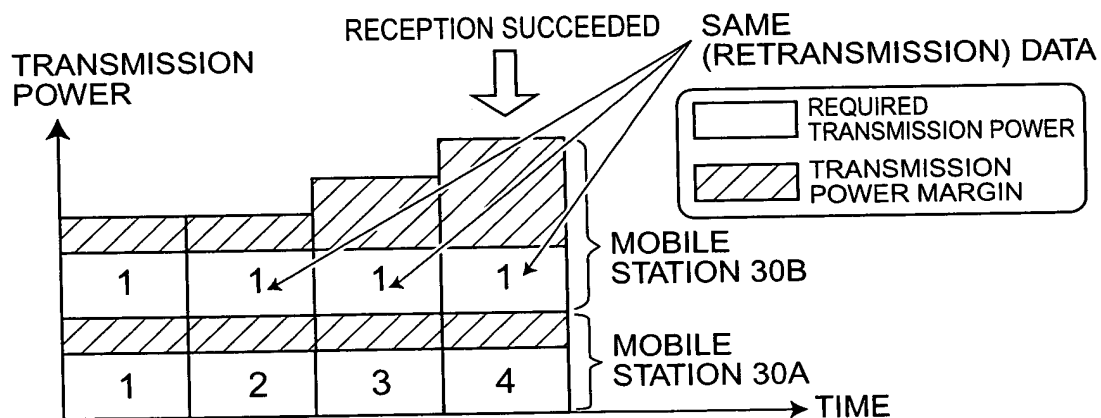 RECEPTION SUCCEEDED
SAME
(RETRANSMISSION) DATA
TRANSMISSION
POWER
REQUIRED
TRANSMISSION POWER
TRANSMISSION
POWER MARGIN
1 1 1 1
MOBILE
STATION 30B
1 2 3 4
MOBILE
STATION 30A
TIME